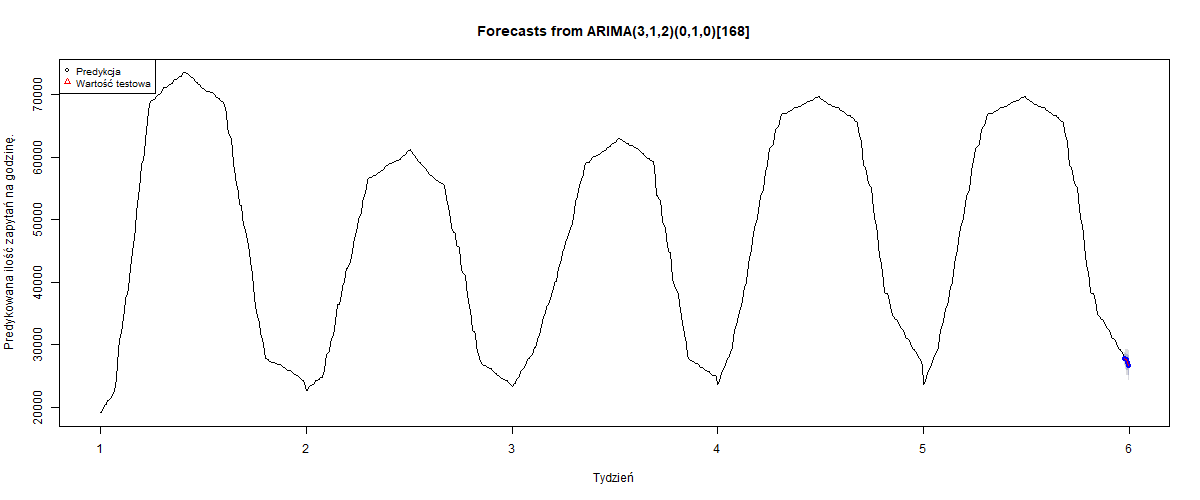 Forecasts from ARIMA(3,1,2)(0,1,0)[168]
Predykcja
Wartość testowa
Predykowana ilość zapytań na godzinę.
70000
60000
50000
40000
30000
20000
1 2 3 4 5 6
Tydzień